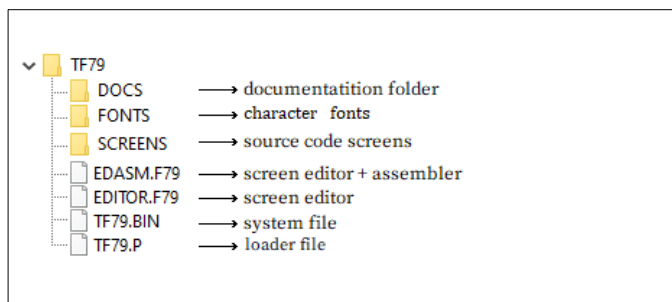 TF79
DOCS ⟶ documentatition folder
FONTS ⟶ character fonts
SCREENS ⟶ source code screens
EDASM.F79 ⟶ screen editor + assembler
EDITOR.F79 ⟶ screen editor
TF79.BIN ⟶ system file
TF79.P ⟶ loader file